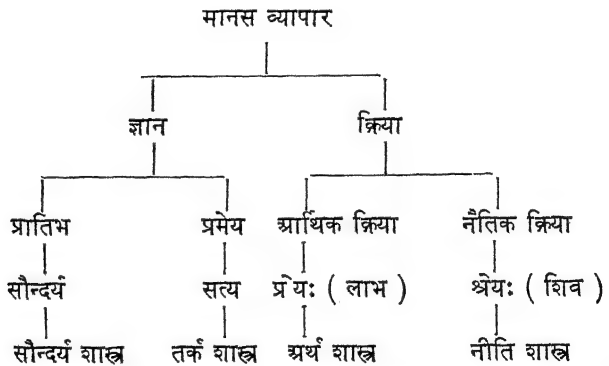 मानस व्यापार
ज्ञान क्रिया
प्रातिभ प्रमेय आर्थिक क्रिया नैतिक क्रिया
सौन्दर्य सत्य प्रेयः ( लाभ ) श्रेयः ( शिव )
सौन्दर्य शास्त्र तर्क शास्त्र अर्थ शास्त्र नीति शास्त्र